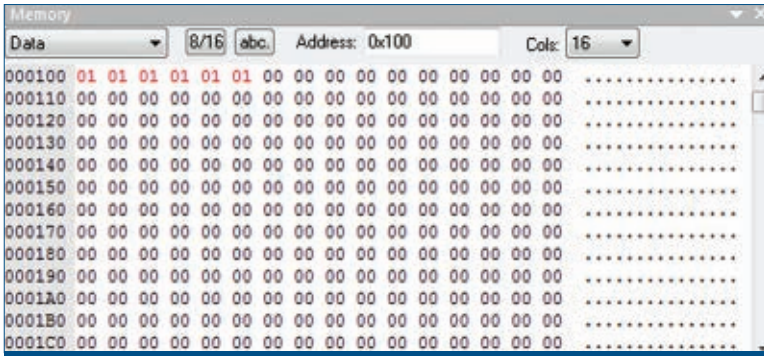 Memory
Data 8/16 abc. Address: 0x100 Cols: 16
000100 01 01 01 01 01 01 00 00 00 00 00 00 00 00 00 00 ................
000110 00 00 00 00 00 00 00 00 00 00 00 00 00 00 00 00 ................
000120 00 00 00 00 00 00 00 00 00 00 00 00 00 00 00 00 ................
000130 00 00 00 00 00 00 00 00 00 00 00 00 00 00 00 00 ................
000140 00 00 00 00 00 00 00 00 00 00 00 00 00 00 00 00 ................
000150 00 00 00 00 00 00 00 00 00 00 00 00 00 00 00 00 ................
000160 00 00 00 00 00 00 00 00 00 00 00 00 00 00 00 00 ................
000170 00 00 00 00 00 00 00 00 00 00 00 00 00 00 00 00 ................
000180 00 00 00 00 00 00 00 00 00 00 00 00 00 00 00 00 ................
000190 00 00 00 00 00 00 00 00 00 00 00 00 00 00 00 00 ................
0001A0 00 00 00 00 00 00 00 00 00 00 00 00 00 00 00 00 ................
0001B0 00 00 00 00 00 00 00 00 00 00 00 00 00 00 00 00 ................
0001C0 00 00 00 00 00 00 00 00 00 00 00 00 00 00 00 00 ................